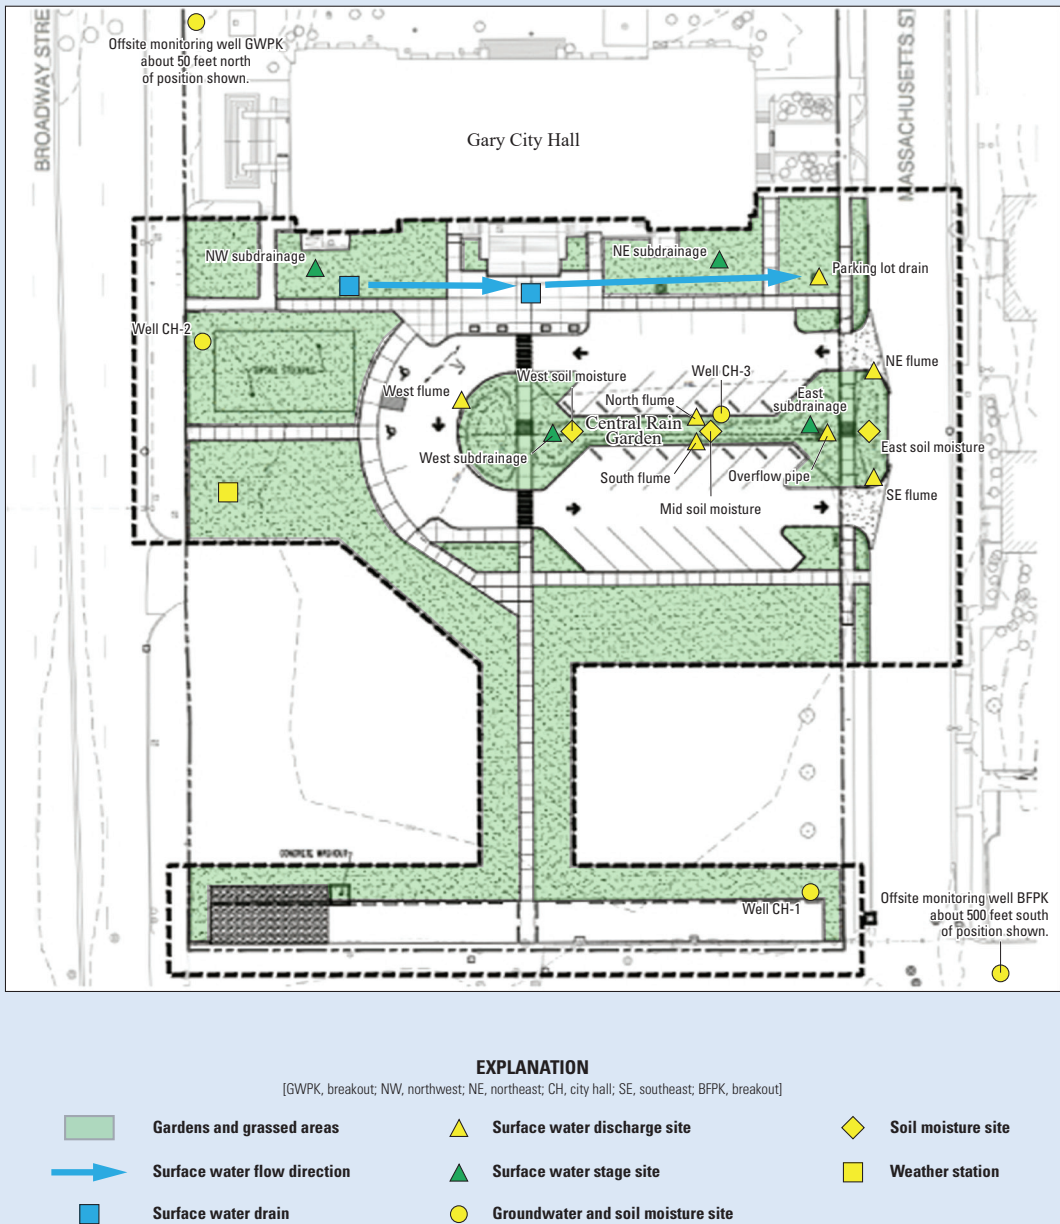 BROADWAY STRE
MASSACHUSETTS ST
Offsite monitoring well GWPK
about 50 feet north
of position shown.
Gary City Hall
NW subdrainage
NE subdrainage
Parking lot drain
Well CH-2
West soil moisture
Well CH-3
NE flume
West flume
North flume
East
subdrainage
Central Rain
Garden
West subdrainage
East soil moisture
South flume
Overflow pipe
SE flume
Mid soil moisture
CONCRETE WASHOUT
Well CH-1
Offsite monitoring well BFPK
about 500 feet south
of position shown.
EXPLANATION
[GWPK, breakout; NW, northwest; NE, northeast; CH, city hall; SE, southeast; BFPK, breakout]
Gardens and grassed areas
Surface water discharge site
Soil moisture site
Surface water flow direction
Surface water stage site
Weather station
Surface water drain
Groundwater and soil moisture site